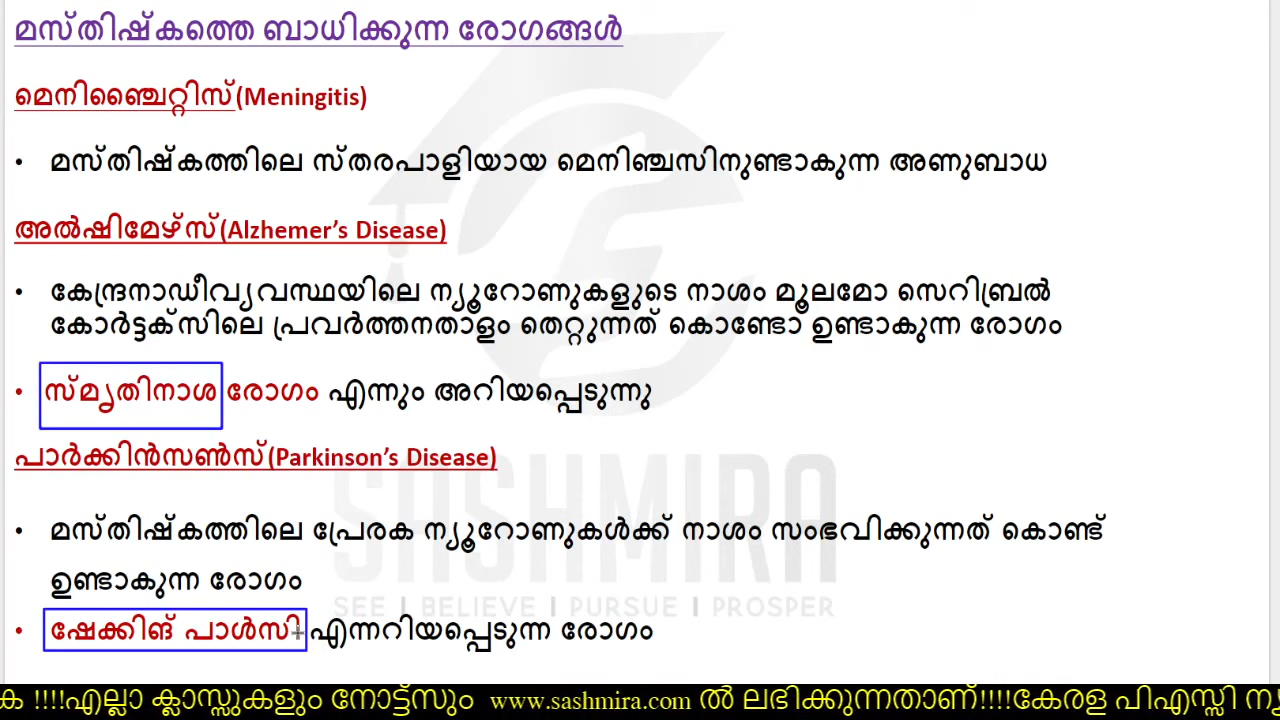 മസ്തിഷ്കത്തെ ബാധിക്കുന്ന രോഗങ്ങൾ
മെനിഞ്ചൈറ്റിസ്(Meningitis)
• മസ്തിഷ്കത്തിലെ സ്തരപാളിയായ മെനിഞ്ചസിനുണ്ടാകുന്ന അണുബാധ
അൽഷിമേഴ്സ്(Alzhemer’s Disease)
• കേന്ദ്രനാഡീവ്യവസ്ഥയിലെ ന്യൂറോണുകളുടെ നാശം മൂലമോ സെറിബ്രൽ
കോർട്ടക്സിലെ പ്രവർത്തനതാളം തെറ്റുന്നത് കൊണ്ടോ ഉണ്ടാകുന്ന രോഗം
• സ്മൃതിനാശ രോഗം എന്നും അറിയപ്പെടുന്നു
പാർക്കിൻസൺസ്(Parkinson’s Disease)
• മസ്തിഷ്കത്തിലെ പ്രേരക ന്യൂറോണുകൾക്ക് നാശം സംഭവിക്കുന്നത് കൊണ്ട്
ഉണ്ടാകുന്ന രോഗം
SASHMIRA
SEE | BELIEVE | PURSUE | PROSPER
• ഷേക്കിങ് പാൾസി എന്നറിയപ്പെടുന്ന രോഗം
ക !!!!എല്ലാ ക്ലാസ്സുകളും നോട്ട്സും www.sashmira.com ൽ ലഭിക്കുന്നതാണ്!!!!കേരള പിഎസ്സി